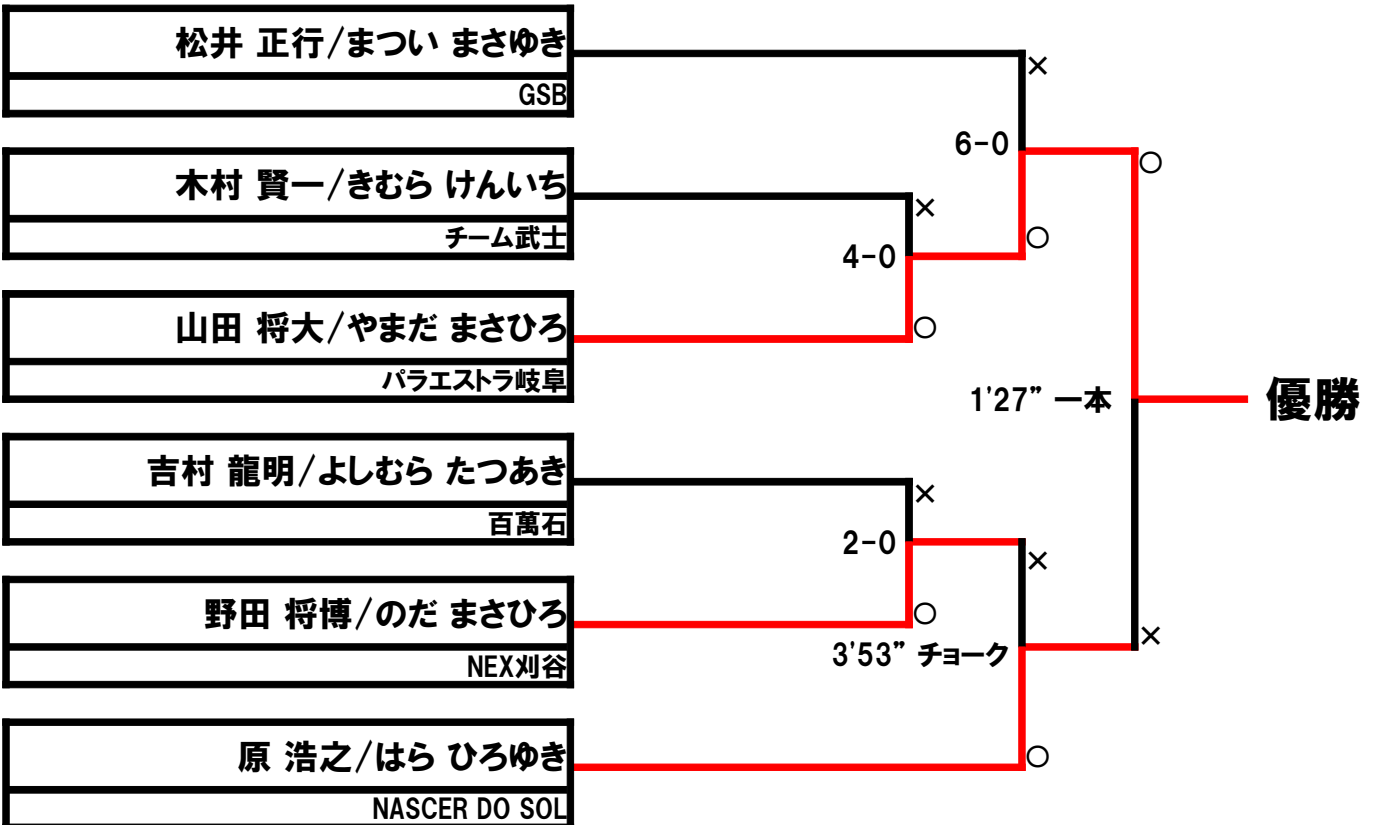 松井 正行/まつい まさゆき
GSB
×
6-0
○
木村 賢一/きむら けんいち
チーム武士
×
4-0
○
山田 将大/やまだ まさひろ
パラエストラ岐阜
○
1'27” 一本
優勝
吉村 龍明/よしむら たつあき
百萬石
×
2-0
×
野田 将博/のだ まさひろ
NEX刈谷
○
3'53” チョーク
×
原 浩之/はら ひろゆき
NASCER DO SOL
○